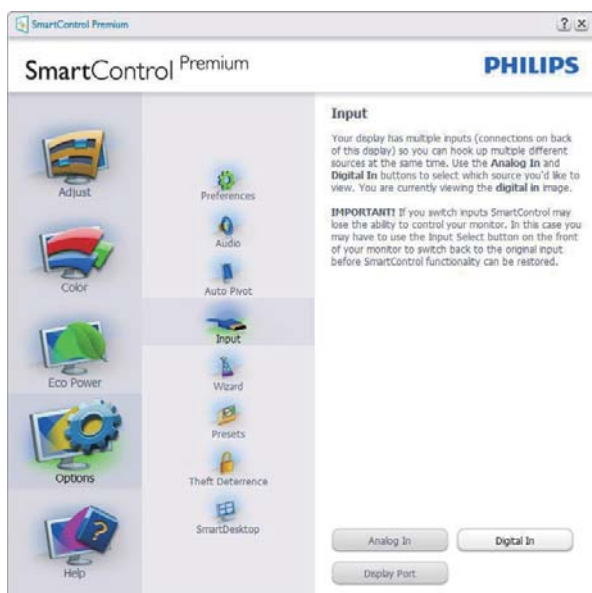 SmartControl Premium
SmartControl Premium
PHILIPS
Adjust
Color
Eco Power
Options
Help
Preferences
Audio
Auto Pivot
Input
Wizard
Presets
Theft Deterrence
SmartDesktop
Input
Your display has multiple inputs (connections on back
of this display) so you can hook up multiple different
sources at the same time. Use the Analog In and
Digital In buttons to select which source you'd like to
view. You are currently viewing the digital in image.
IMPORTANT! If you switch inputs SmartControl may
lose the ability to control your monitor. In this case you
may have to use the Input Select button on the front
of your monitor to switch back to the original input
before SmartControl functionality can be restored.
Analog In
Digital In
Display Port